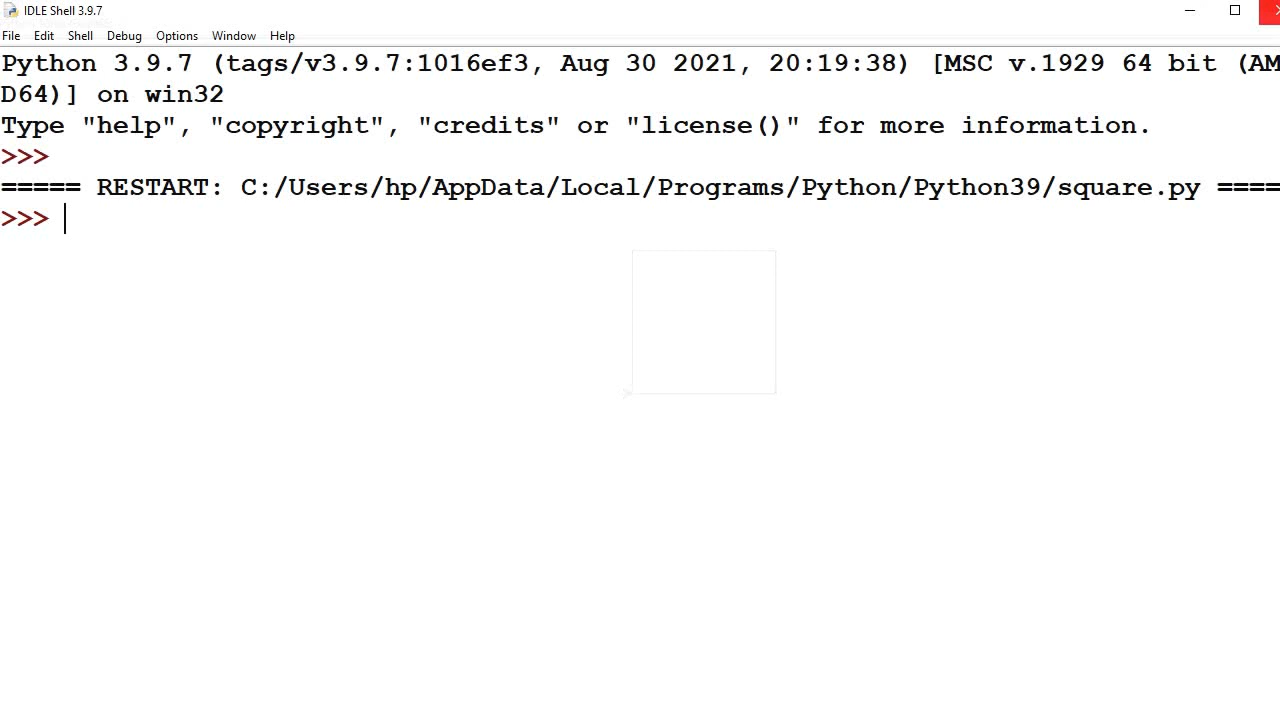 IDLE Shell 3.9.7
File Edit Shell Debug Options Window Help
Python 3.9.7 (tags/v3.9.7:1016ef3, Aug 30 2021, 20:19:38) [MSC v.1929 64 bit (AM
D64)] on win32
Type "help", "copyright", "credits" or "license()" for more information.
>>>
===== RESTART: C:/Users/hp/AppData/Local/Programs/Python/Python39/square.py ====
>>>